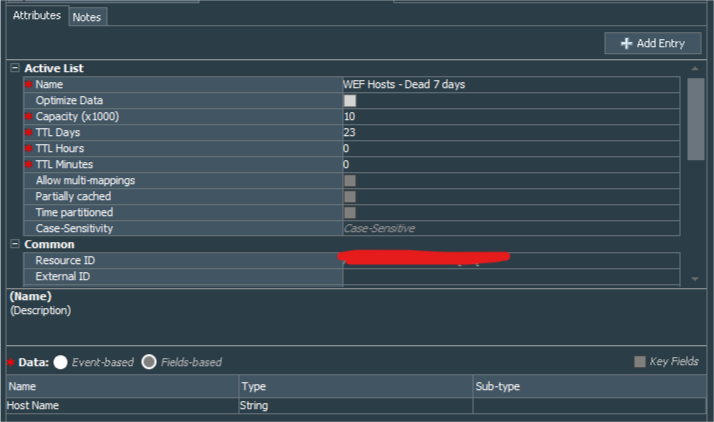 Attributes Notes
+ Add Entry
Active List
* Name WEF Hosts - Dead 7 days
Optimize Data
* Capacity (x1000) 10
* TTL Days 23
* TTL Hours 0
* TTL Minutes 0
Allow multi-mappings
Partially cached
Time partitioned
Case-Sensitivity Case-Sensitive
Common
Resource ID
External ID
(Name)
(Description)
* Data: Event-based Fields-based Key Fields
Name Type Sub-type
Host Name String